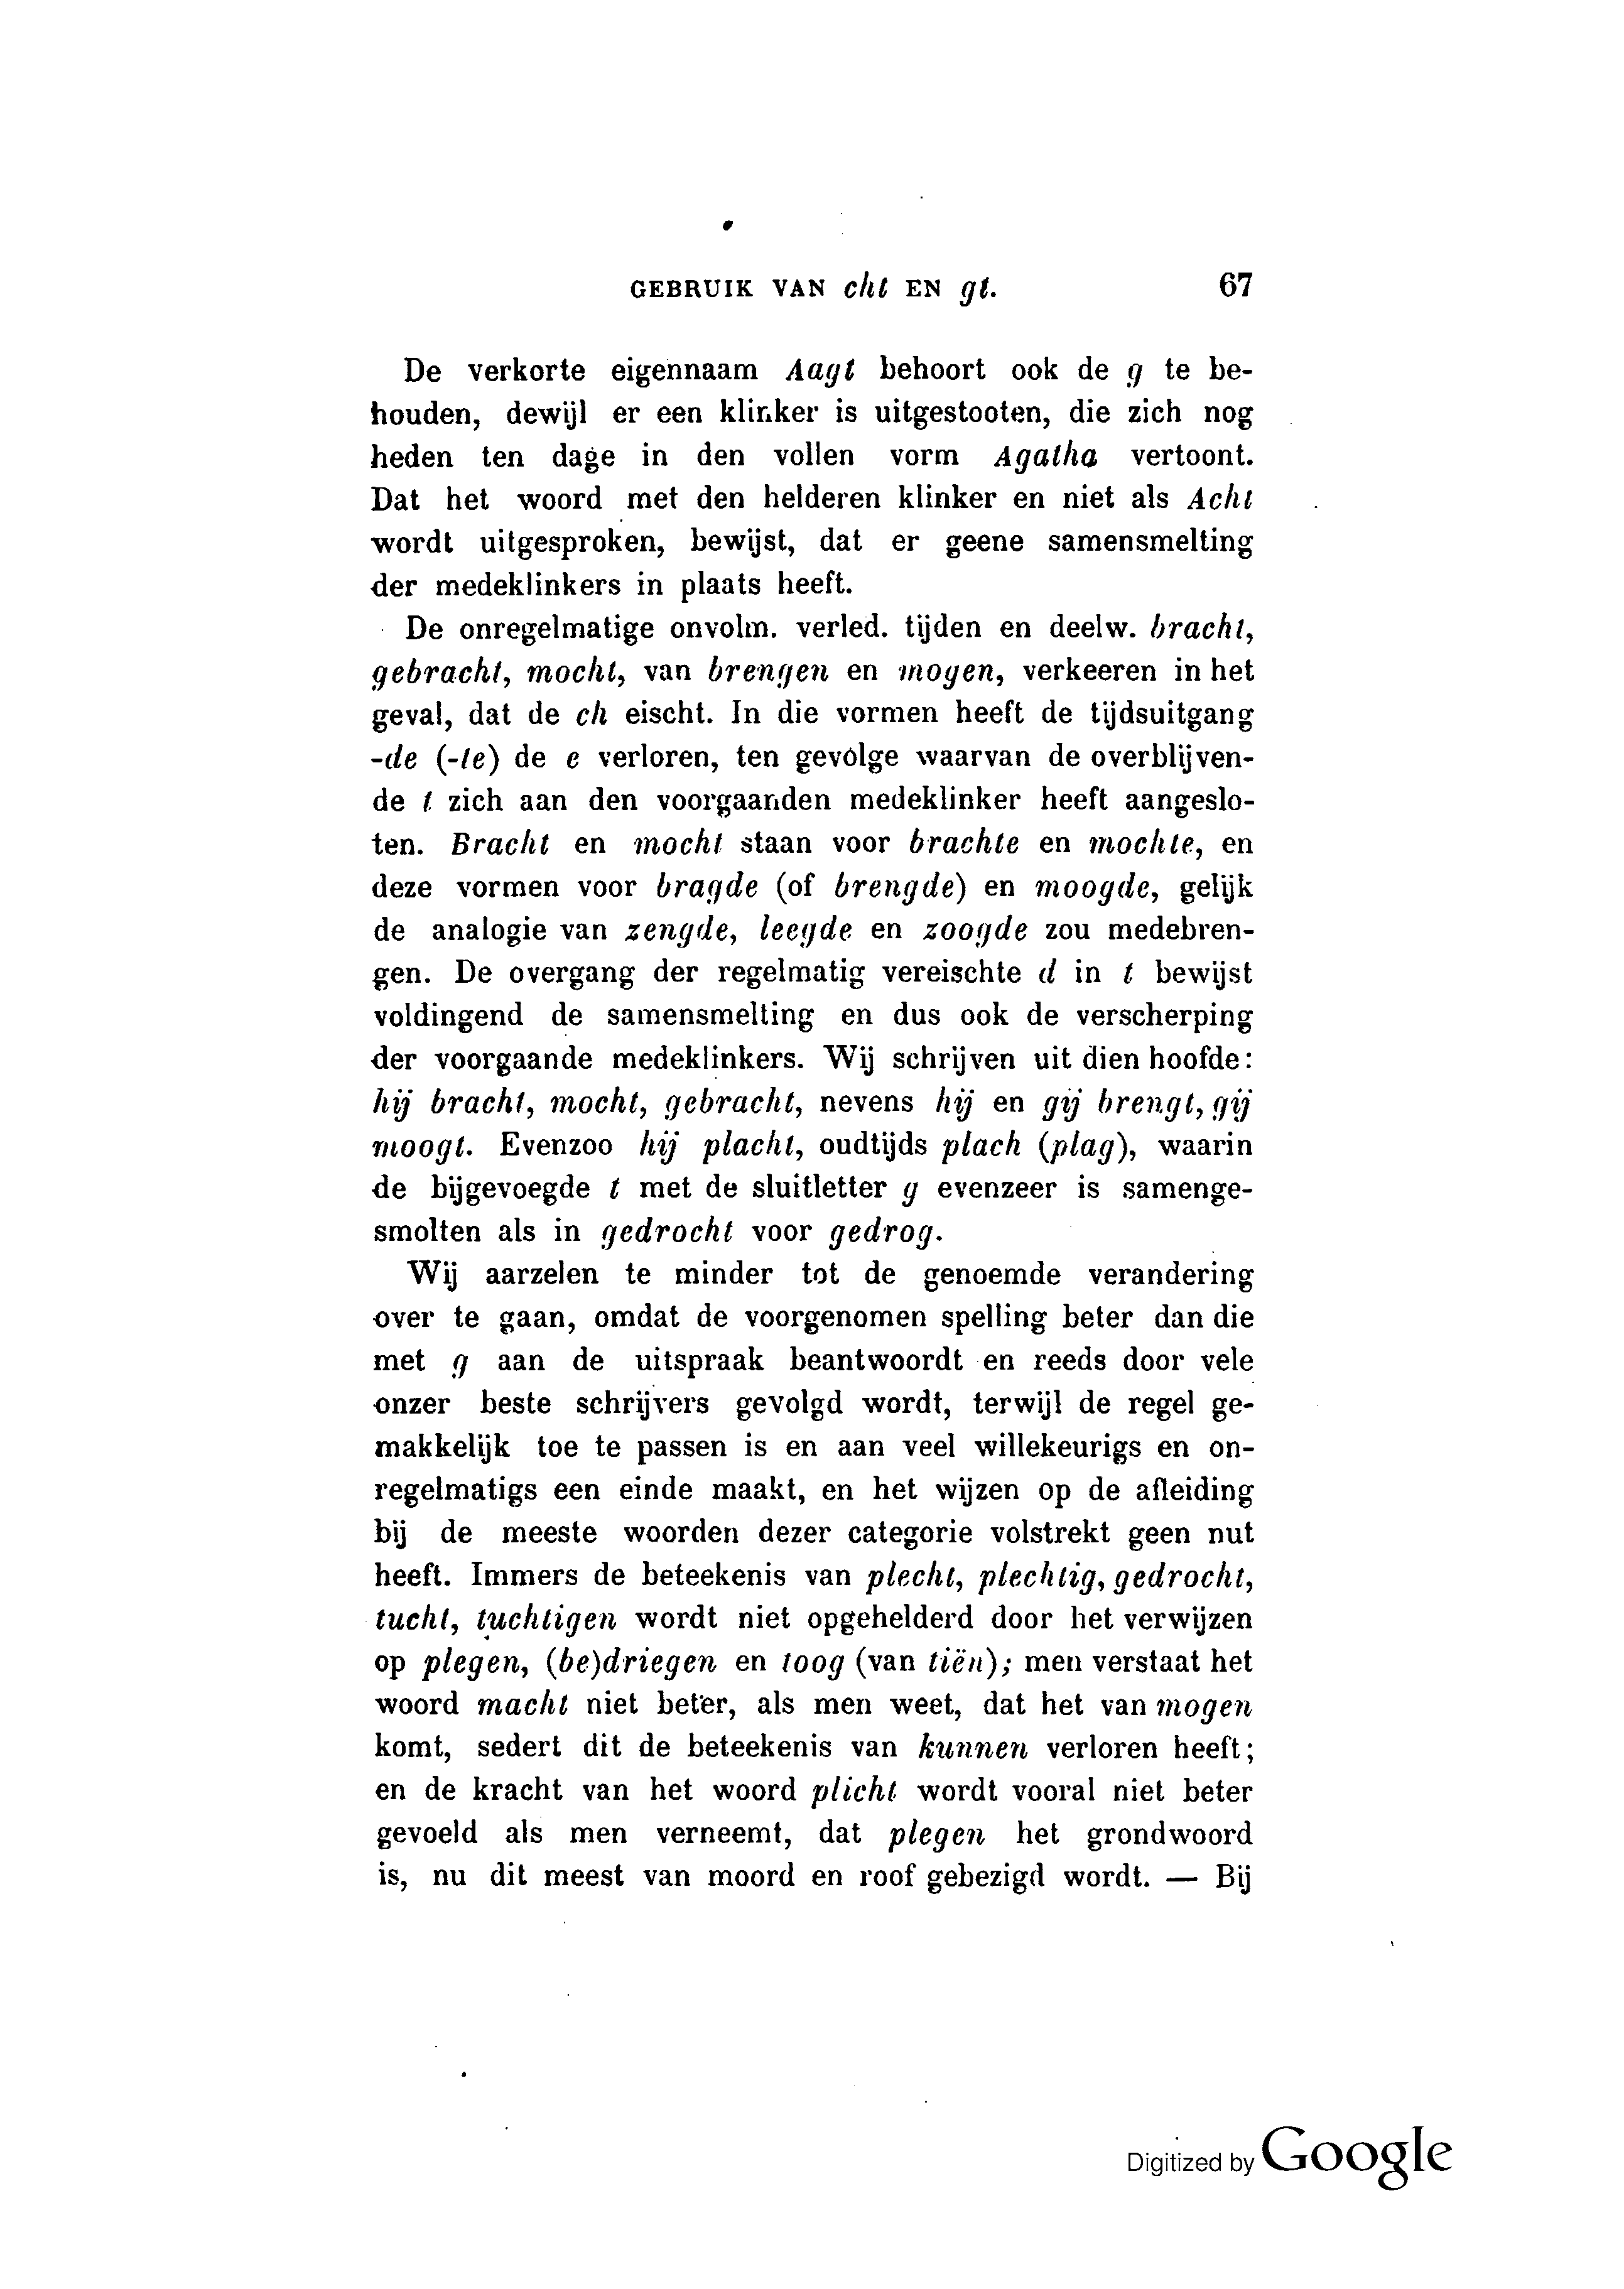 GEBRUIK VAN cht EN gt. 67
De verkorte eigennaam Aagt behoort ook de g te be-
houden, dewijl er een klinker is uitgestooten, die zich nog
heden ten dage in den vollen vorm Agatha vertoont.
Dat het woord met den helderen klinker en niet als Acht
wordt uitgesproken, bewijst, dat er geene samensmelting
der medeklinkers in plaats heeft.
De onregelmatige onvolm. verled. tijden en deelw. bracht,
gebracht, mocht, van brengen en mogen, verkeeren in het
geval, dat de ch eischt. In die vormen heeft de tijdsuitgang
-de (-te) de e verloren, ten gevolge waarvan de overblijven-
de t zich aan den voorgaanden medeklinker heeft aangeslo-
ten. Bracht en mocht staan voor brachte en mochte, en
deze vormen voor bragde (of brengde) en moogde, gelijk
de analogie van zengde, leegde en zoogde zou medebren-
gen. De overgang der regelmatig vereischte d in t bewijst
voldingend de samensmelting en dus ook de verscherping
der voorgaande medeklinkers. Wij schrijven uit dien hoofde:
hij bracht, mocht, gebracht, nevens hij en gij brengt, gij
moogt. Evenzoo hij placht, oudtijds plach (plag), waarin
de bijgevoegde t met de sluitletter g evenzeer is samenge-
smolten als in gedrocht voor gedrog.
Wij aarzelen te minder tot de genoemde verandering
over te gaan, omdat de voorgenomen spelling beter dan die
met g aan de uitspraak beantwoordt en reeds door vele
onzer beste schrijvers gevolgd wordt, terwijl de regel ge-
makkelijk toe te passen is en aan veel willekeurigs en on-
regelmatigs een einde maakt, en het wijzen op de afleiding
bij de meeste woorden dezer categorie volstrekt geen nut
heeft. Immers de beteekenis van plecht, plechtig, gedrocht,
tucht, tuchtigen wordt niet opgehelderd door het verwijzen
op plegen, (be)driegen en toog (van tiën); men verstaat het
woord macht niet beter, als men weet, dat het van mogen
komt, sedert dit de beteekenis van kunnen verloren heeft;
en de kracht van het woord plicht wordt vooral niet beter
gevoeld als men verneemt, dat plegen het grondwoord
is, nu dit meest van moord en roof gebezigd wordt. — Bij
Digitized by Google